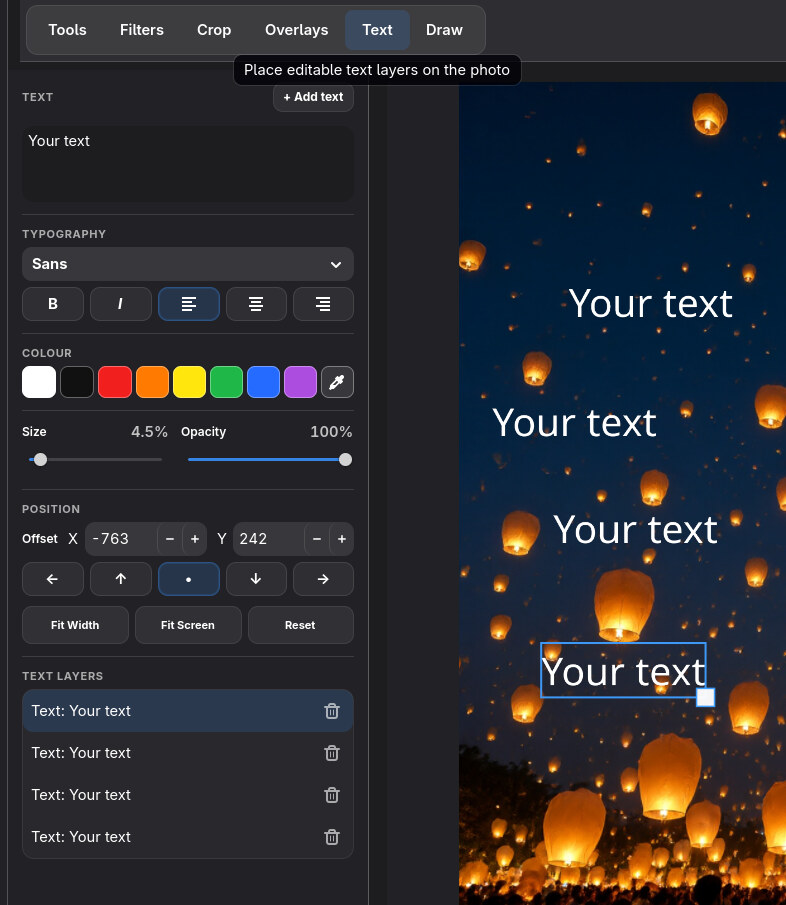 Tools Filters Crop Overlays Text Draw
Place editable text layers on the photo
TEXT + Add text
Your text
TYPOGRAPHY
Sans
B I
COLOUR
Size 4.5% Opacity 100%
POSITION
Offset X -763 − + Y 242 − +
← ↑ • ↓ →
Fit Width Fit Screen Reset
TEXT LAYERS
Text: Your text
Text: Your text
Text: Your text
Text: Your text
Your text
Your text
Your text
Your text